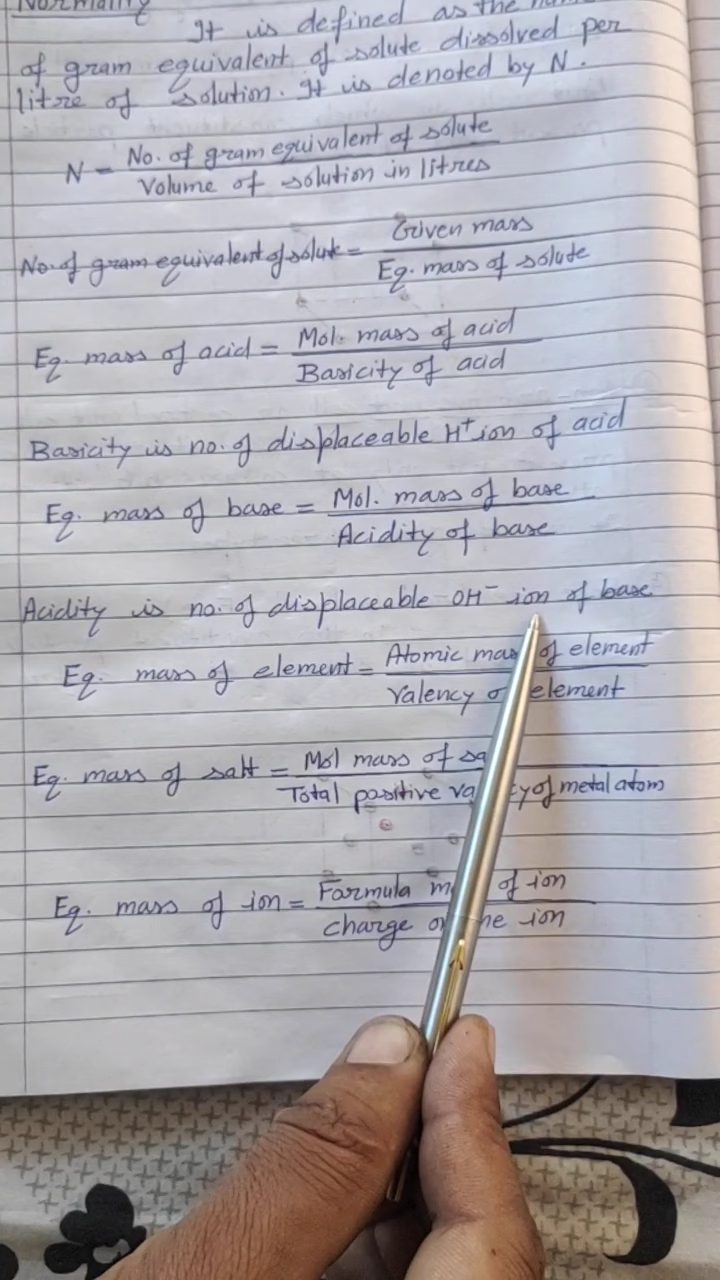 Normality
It is defined as the
of gram equivalent of solute dissolved per
litre of solution. It is denoted by N.
N = No. of gram equivalent of solute
Volume of solution in litres
No. of gram equivalent of solute = Given mass
Eq. mass of solute
Eq. mass of acid = Mol. mass of acid
Basicity of acid
Basicity is no. of displaceable H⁺ ion of acid
Eq. mass of base = Mol. mass of base
Acidity of base
Acidity is no. of displaceable OH⁻ ion of base
Eq. mass of element = Atomic mass of element
Valency of element
Eq. mass of salt = Mol mass of
Total positive valency of metal atom
Eq. mass of ion = Formula of ion
charge on the ion